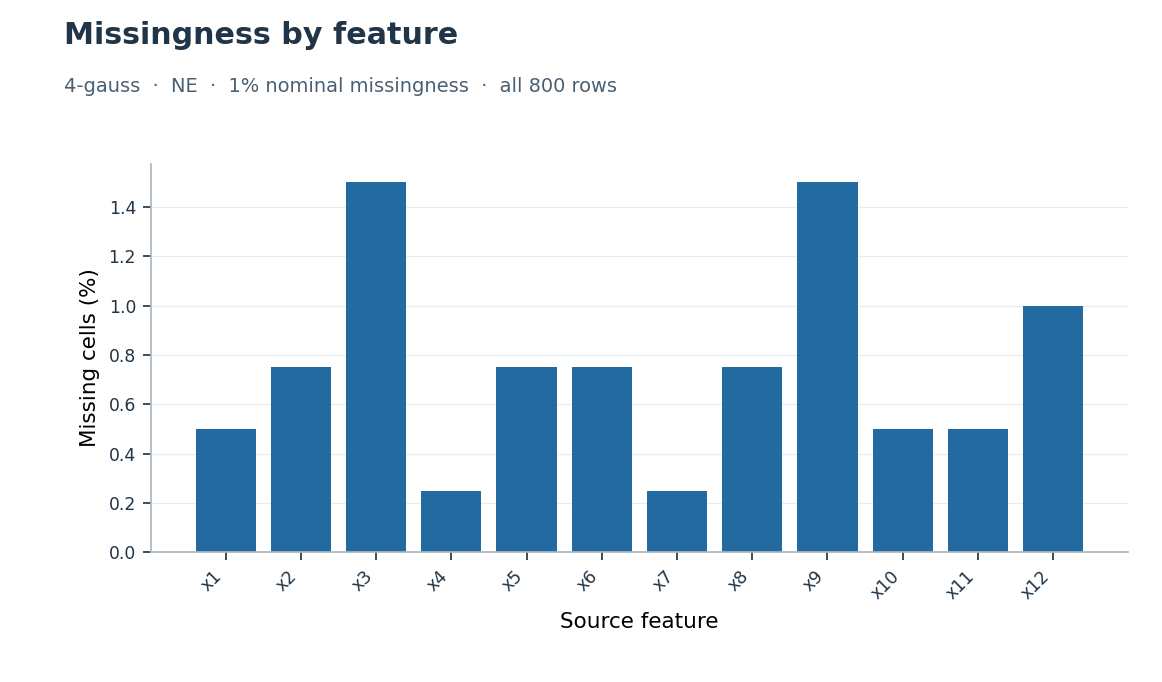 Missingness by feature
4-gauss · NE · 1% nominal missingness · all 800 rows
Missing cells (%)
1.4
1.2
1.0
0.8
0.6
0.4
0.2
0.0
x1 x2 x3 x4 x5 x6 x7 x8 x9 x10 x11 x12
Source feature